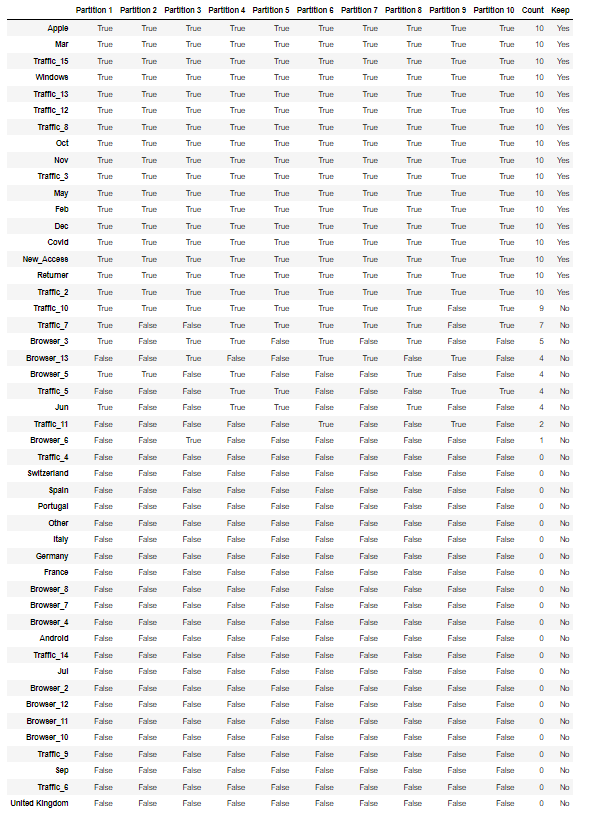 Partition 1 Partition 2 Partition 3 Partition 4 Partition 5 Partition 6 Partition 7 Partition 8 Partition 9 Partition 10 Count Keep
Apple True True True True True True True True True True 10 Yes
Mar True True True True True True True True True True 10 Yes
Traffic_15 True True True True True True True True True True 10 Yes
Windows True True True True True True True True True True 10 Yes
Traffic_13 True True True True True True True True True True 10 Yes
Traffic_12 True True True True True True True True True True 10 Yes
Traffic_8 True True True True True True True True True True 10 Yes
Oct True True True True True True True True True True 10 Yes
Nov True True True True True True True True True True 10 Yes
Traffic_3 True True True True True True True True True True 10 Yes
May True True True True True True True True True True 10 Yes
Feb True True True True True True True True True True 10 Yes
Dec True True True True True True True True True True 10 Yes
Covid True True True True True True True True True True 10 Yes
New_Access True True True True True True True True True True 10 Yes
Returner True True True True True True True True True True 10 Yes
Traffic_2 True True True True True True True True True True 10 Yes
Traffic_10 True True True True True True True True False True 9 No
Traffic_7 True False False True True True True True False True 7 No
Browser_3 True False True True False True False True False False 5 No
Browser_13 False False True False False True True False True False 4 No
Browser_5 True True False True False False False True False False 4 No
Traffic_5 False False False True True False False False True True 4 No
Jun True False False True True False False True False False 4 No
Traffic_11 False False False False False True False False True False 2 No
Browser_6 False False True False False False False False False False 1 No
Traffic_4 False False False False False False False False False False 0 No
Switzerland False False False False False False False False False False 0 No
Spain False False False False False False False False False False 0 No
Portugal False False False False False False False False False False 0 No
Other False False False False False False False False False False 0 No
Italy False False False False False False False False False False 0 No
Germany False False False False False False False False False False 0 No
France False False False False False False False False False False 0 No
Browser_8 False False False False False False False False False False 0 No
Browser_7 False False False False False False False False False False 0 No
Browser_4 False False False False False False False False False False 0 No
Android False False False False False False False False False False 0 No
Traffic_14 False False False False False False False False False False 0 No
Jul False False False False False False False False False False 0 No
Browser_2 False False False False False False False False False False 0 No
Browser_12 False False False False False False False False False False 0 No
Browser_11 False False False False False False False False False False 0 No
Browser_10 False False False False False False False False False False 0 No
Traffic_9 False False False False False False False False False False 0 No
Sep False False False False False False False False False False 0 No
Traffic_6 False False False False False False False False False False 0 No
United Kingdom False False False False False False False False False False 0 No